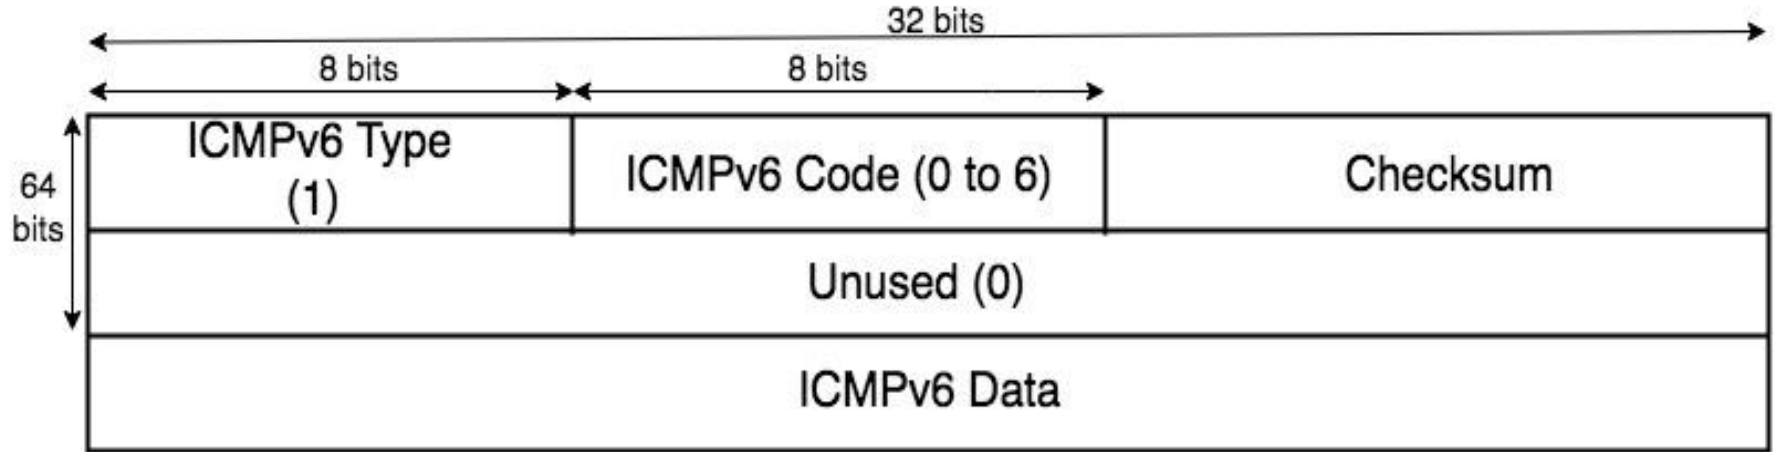 32 bits
8 bits
8 bits
ICMPv6 Type
(1)
ICMPv6 Code (0 to 6)
Checksum
64
bits
Unused (0)
ICMPv6 Data